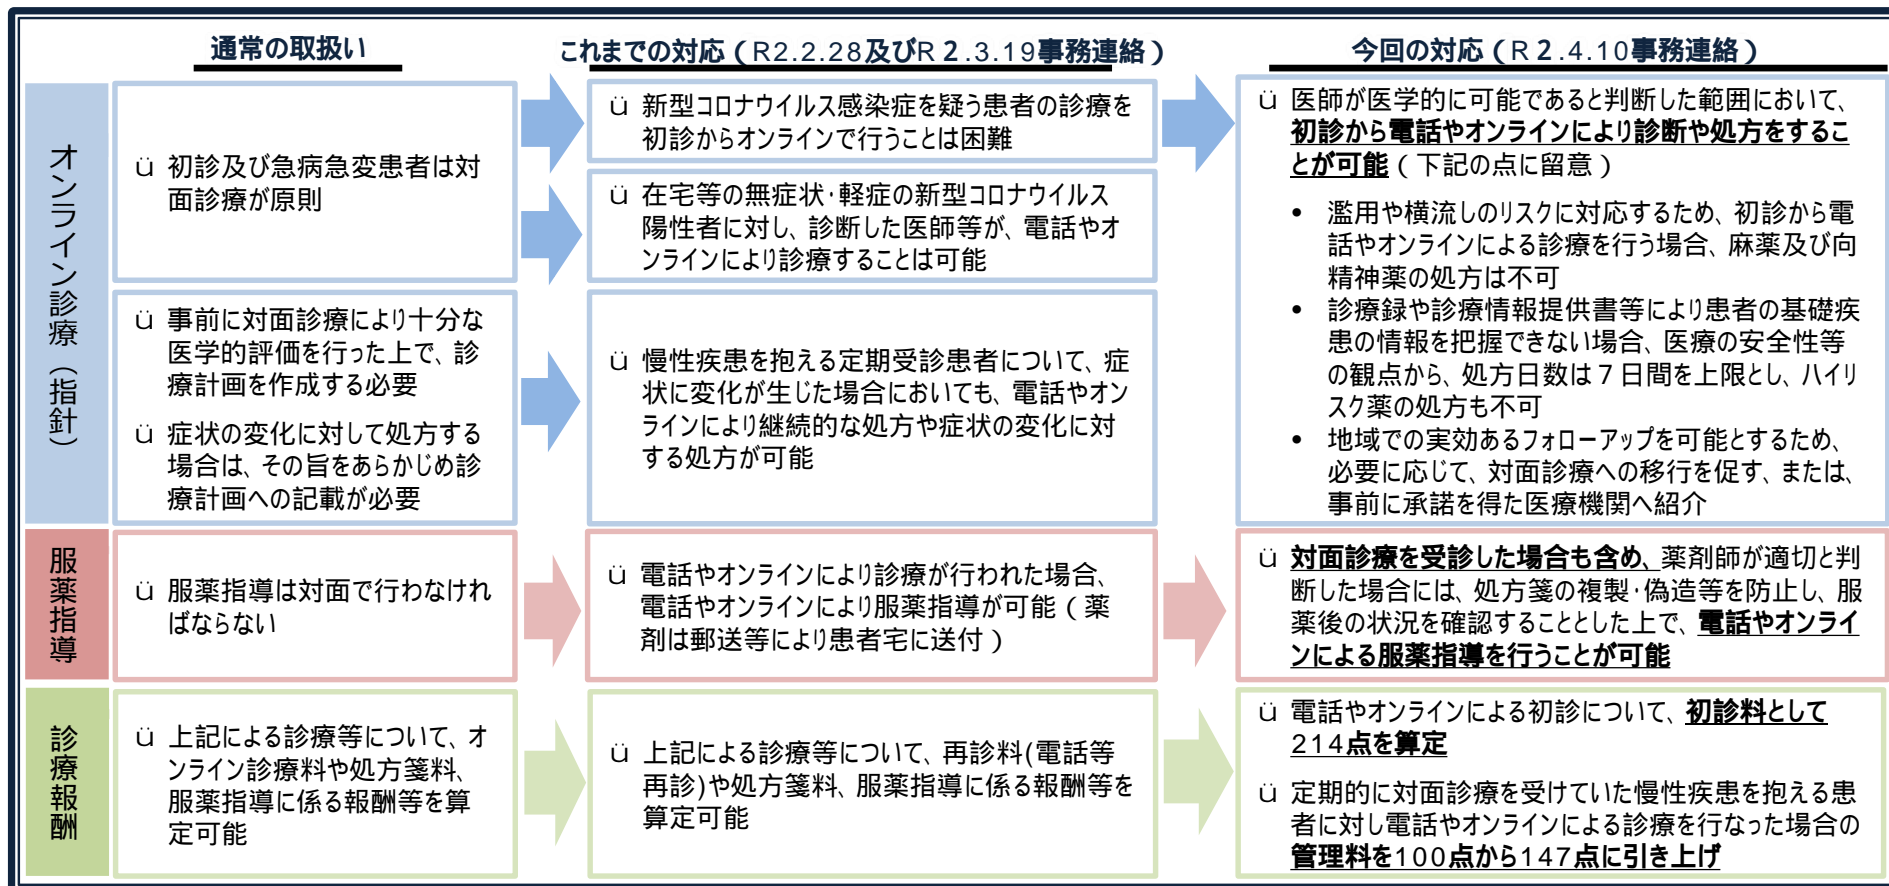 通常の取扱い
これまでの対応（R2.2.28及びR２.3.19事務連絡）
今回の対応（R２.4.10事務連絡）
オンライン診療（指針）
ü 初診及び急病急変患者は対
面診療が原則
ü 事前に対面診療により十分な
医学的評価を行った上で、診
療計画を作成する必要
ü 症状の変化に対して処方する
場合は、その旨をあらかじめ診
療計画への記載が必要
ü 新型コロナウイルス感染症を疑う患者の診療を
初診からオンラインで行うことは困難
ü 在宅等の無症状・軽症の新型コロナウイルス
陽性者に対し、診断した医師等が、電話やオ
ンラインにより診療することは可能
ü 慢性疾患を抱える定期受診患者について、症
状に変化が生じた場合においても、電話やオン
ラインにより継続的な処方や症状の変化に対
する処方が可能
ü 医師が医学的に可能であると判断した範囲において、
初診から電話やオンラインにより診断や処方をするこ
とが可能（下記の点に留意）
• 濫用や横流しのリスクに対応するため、初診から電
話やオンラインによる診療を行う場合、麻薬及び向
精神薬の処方は不可
• 診療録や診療情報提供書等により患者の基礎疾
患の情報を把握できない場合、医療の安全性等
の観点から、処方日数は７日間を上限とし、ハイリ
スク薬の処方も不可
• 地域での実効あるフォローアップを可能とするため、
必要に応じて、対面診療への移行を促す、または、
事前に承諾を得た医療機関へ紹介
服薬指導
ü 服薬指導は対面で行わなけれ
ばならない
ü 電話やオンラインにより診療が行われた場合、
電話やオンラインにより服薬指導が可能（薬
剤は郵送等により患者宅に送付）
ü 対面診療を受診した場合も含め、薬剤師が適切と判
断した場合には、処方箋の複製・偽造等を防止し、服
薬後の状況を確認することとした上で、電話やオンライ
ンによる服薬指導を行うことが可能
診療報酬
ü 上記による診療等について、オ
ンライン診療料や処方箋料、
服薬指導に係る報酬等を算
定可能
ü 上記による診療等について、再診料(電話等
再診)や処方箋料、服薬指導に係る報酬等を
算定可能
ü 電話やオンラインによる初診について、初診料として
214点を算定
ü 定期的に対面診療を受けていた慢性疾患を抱える患
者に対し電話やオンラインによる診療を行なった場合の
管理料を100点から147点に引き上げ